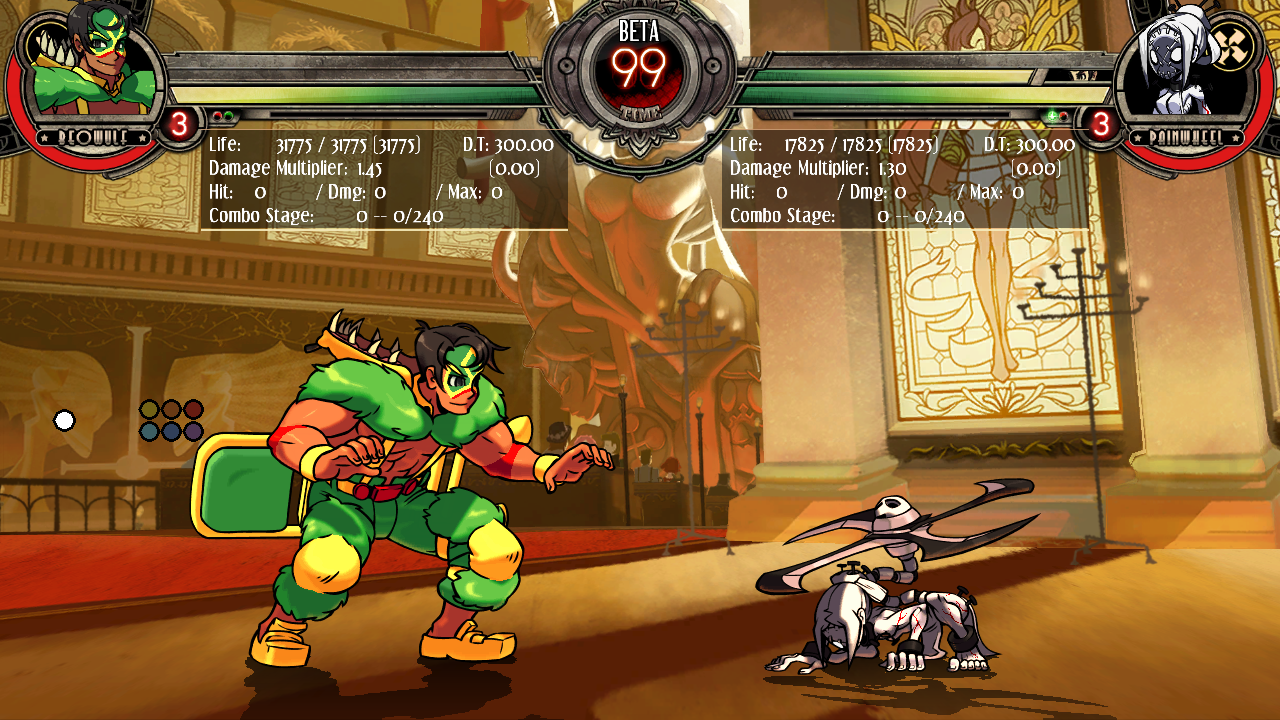 BETA
99
TIME
BEOWULF
3
3
PAINWHEEL
Life: 31775 / 31775 (31775) D.T: 300.00
Damage Multiplier: 1.45 (0.00)
Hit: 0 / Dmg: 0 / Max: 0
Combo Stage: 0 -- 0/240
Life: 17825 / 17825 (17825) D.T: 300.00
Damage Multiplier: 1.30 (0.00)
Hit: 0 / Dmg: 0 / Max: 0
Combo Stage: 0 -- 0/240